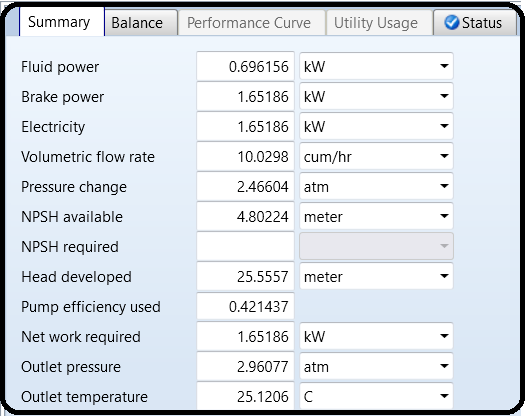 Summary Balance Performance Curve Utility Usage Status
Fluid power 0.696156 kW
Brake power 1.65186 kW
Electricity 1.65186 kW
Volumetric flow rate 10.0298 cum/hr
Pressure change 2.46604 atm
NPSH available 4.80224 meter
NPSH required
Head developed 25.5557 meter
Pump efficiency used 0.421437
Net work required 1.65186 kW
Outlet pressure 2.96077 atm
Outlet temperature 25.1206 C